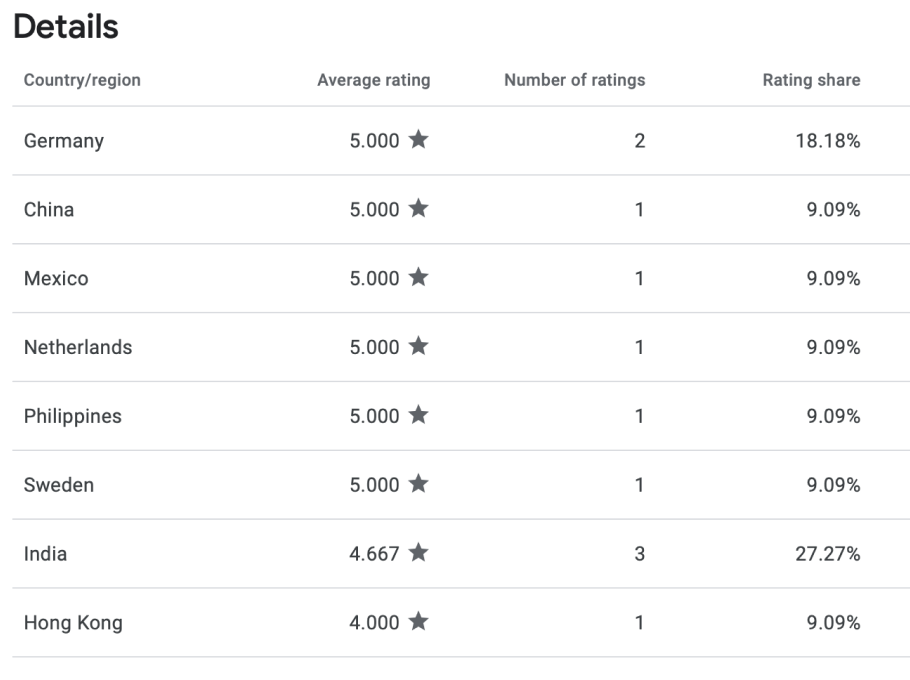 Details
Country/region Average rating Number of ratings Rating share
Germany 5.000 ★ 2 18.18%
China 5.000 ★ 1 9.09%
Mexico 5.000 ★ 1 9.09%
Netherlands 5.000 ★ 1 9.09%
Philippines 5.000 ★ 1 9.09%
Sweden 5.000 ★ 1 9.09%
India 4.667 ★ 3 27.27%
Hong Kong 4.000 ★ 1 9.09%